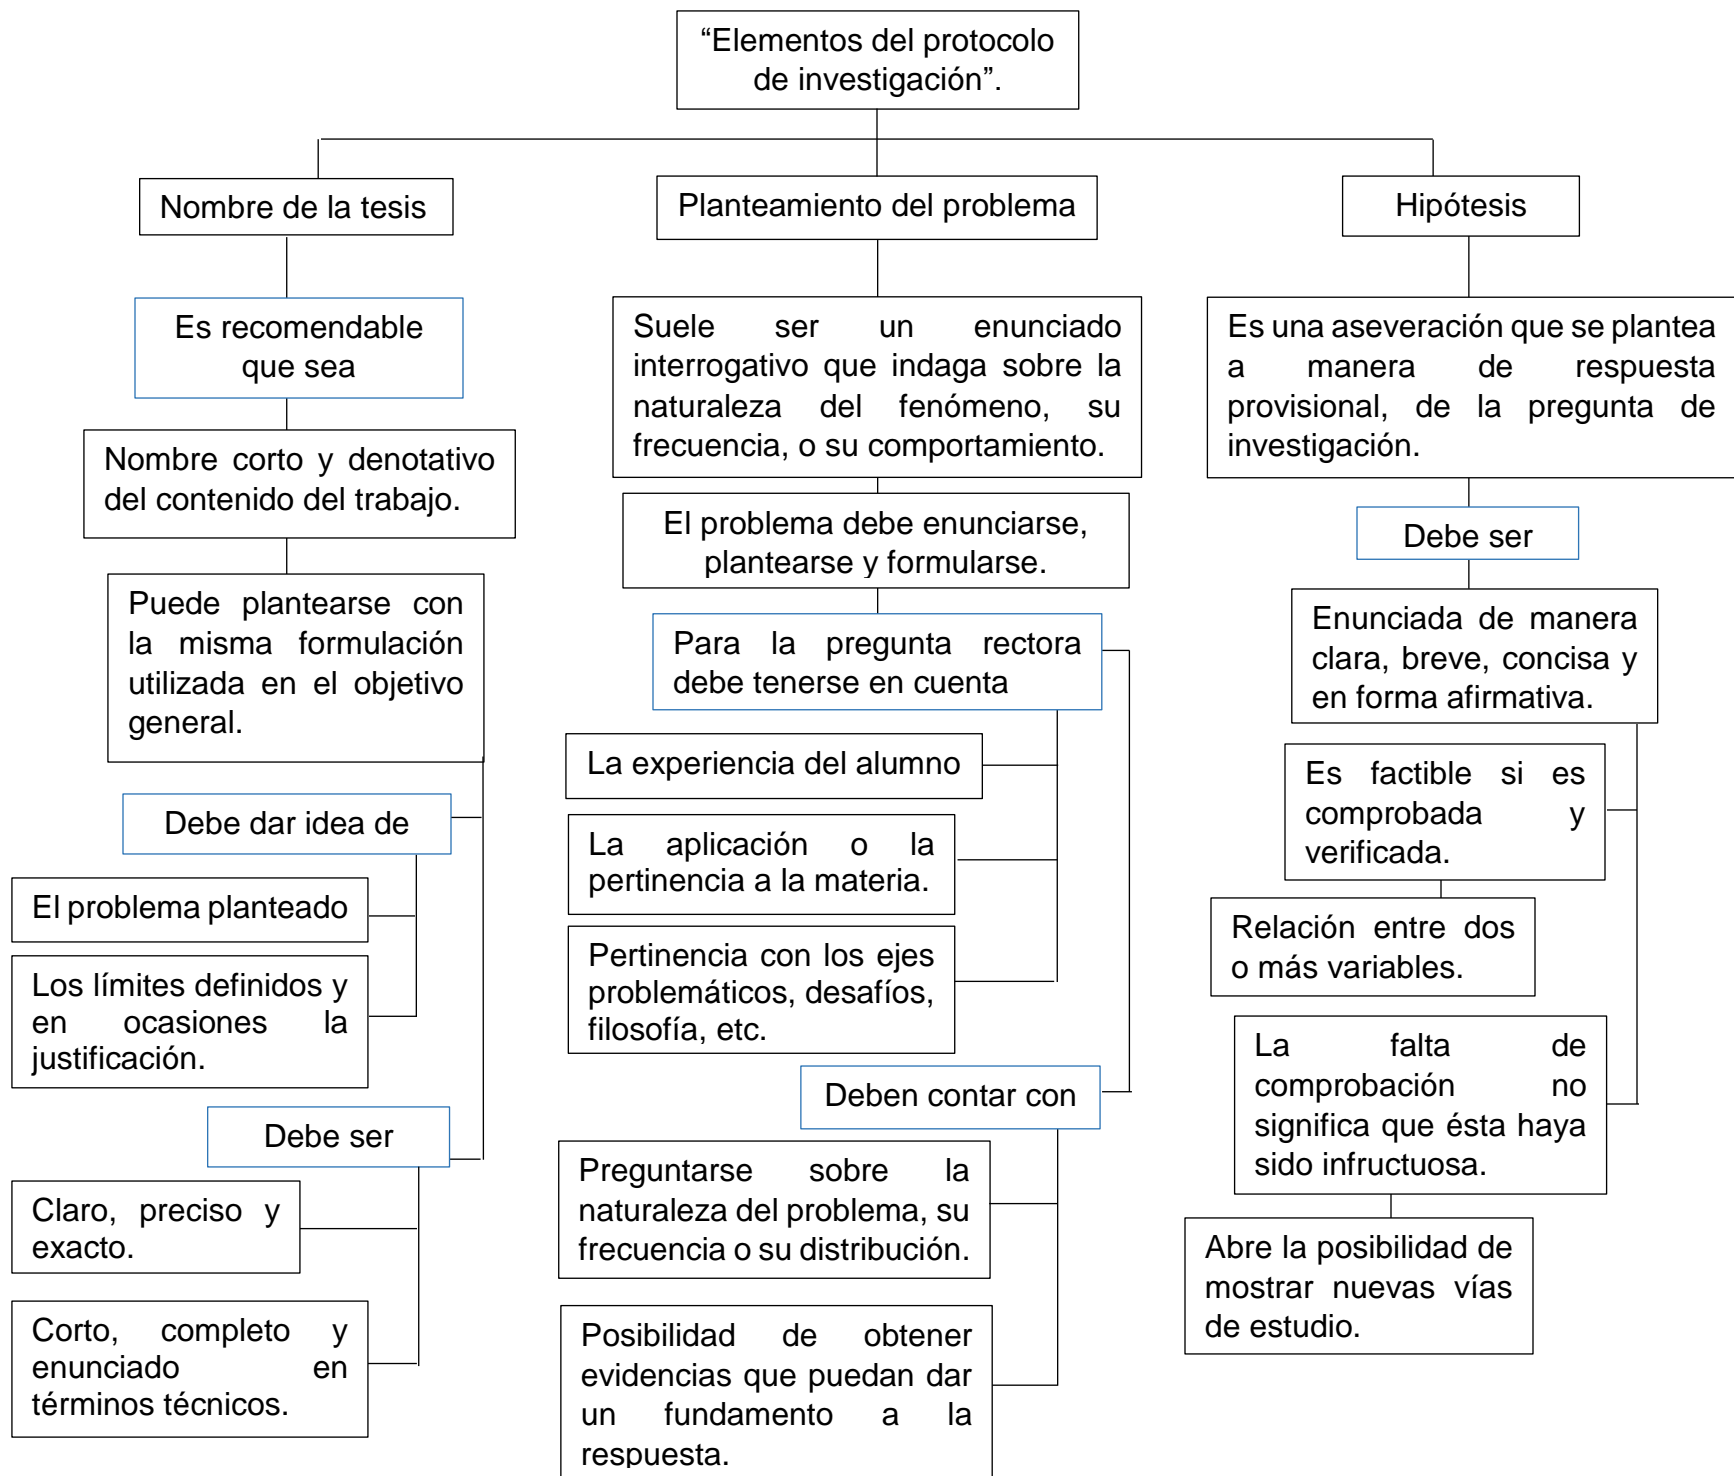 “Elementos del protocolo
de investigación”.
Nombre de la tesis
Es recomendable
que sea
Nombre corto y denotativo
del contenido del trabajo.
Puede plantearse con
la misma formulación
utilizada en el objetivo
general.
Debe dar idea de
El problema planteado
Los límites definidos y
en ocasiones la
justificación.
Debe ser
Claro, preciso y
exacto.
Corto, completo y
enunciado en
términos técnicos.
Planteamiento del problema
Suele ser un enunciado
interrogativo que indaga sobre la
naturaleza del fenómeno, su
frecuencia, o su comportamiento.
El problema debe enunciarse,
plantearse y formularse.
Para la pregunta rectora
debe tenerse en cuenta
La experiencia del alumno
La aplicación o la
pertinencia a la materia.
Pertinencia con los ejes
problemáticos, desafíos,
filosofía, etc.
Deben contar con
Preguntarse sobre la
naturaleza del problema, su
frecuencia o su distribución.
Posibilidad de obtener
evidencias que puedan dar
un fundamento a la
respuesta.
Hipótesis
Es una aseveración que se plantea
a manera de respuesta
provisional, de la pregunta de
investigación.
Debe ser
Enunciada de manera
clara, breve, concisa y
en forma afirmativa.
Es factible si es
comprobada y
verificada.
Relación entre dos
o más variables.
La falta de
comprobación no
significa que ésta haya
sido infructuosa.
Abre la posibilidad de
mostrar nuevas vías
de estudio.